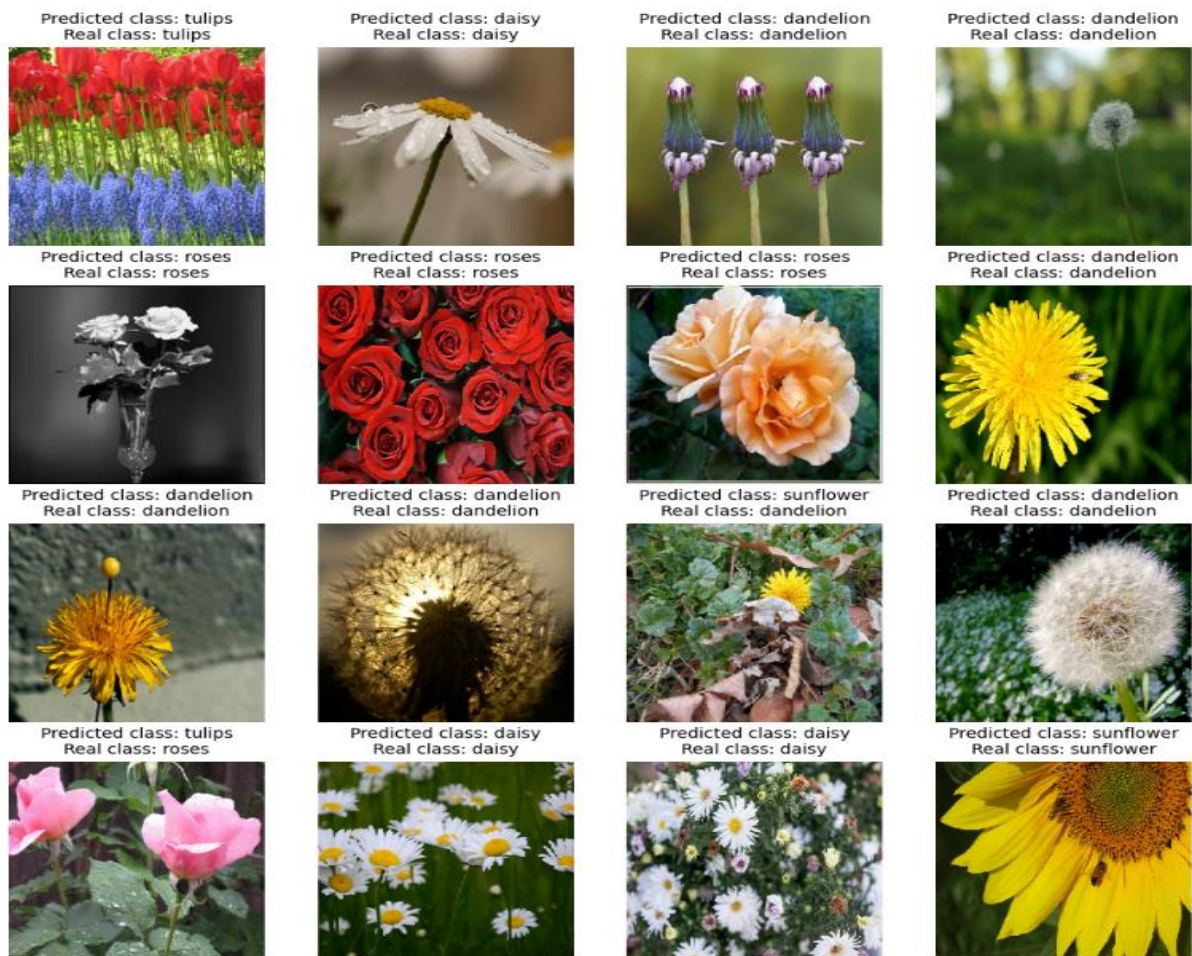 Predicted class: tulips
Real class: tulips
Predicted class: daisy
Real class: daisy
Predicted class: dandelion
Real class: dandelion
Predicted class: dandelion
Real class: dandelion
Predicted class: roses
Real class: roses
Predicted class: roses
Real class: roses
Predicted class: roses
Real class: roses
Predicted class: dandelion
Real class: dandelion
Predicted class: dandelion
Real class: dandelion
Predicted class: dandelion
Real class: dandelion
Predicted class: sunflower
Real class: dandelion
Predicted class: dandelion
Real class: dandelion
Predicted class: tulips
Real class: roses
Predicted class: daisy
Real class: daisy
Predicted class: daisy
Real class: daisy
Predicted class: sunflower
Real class: sunflower